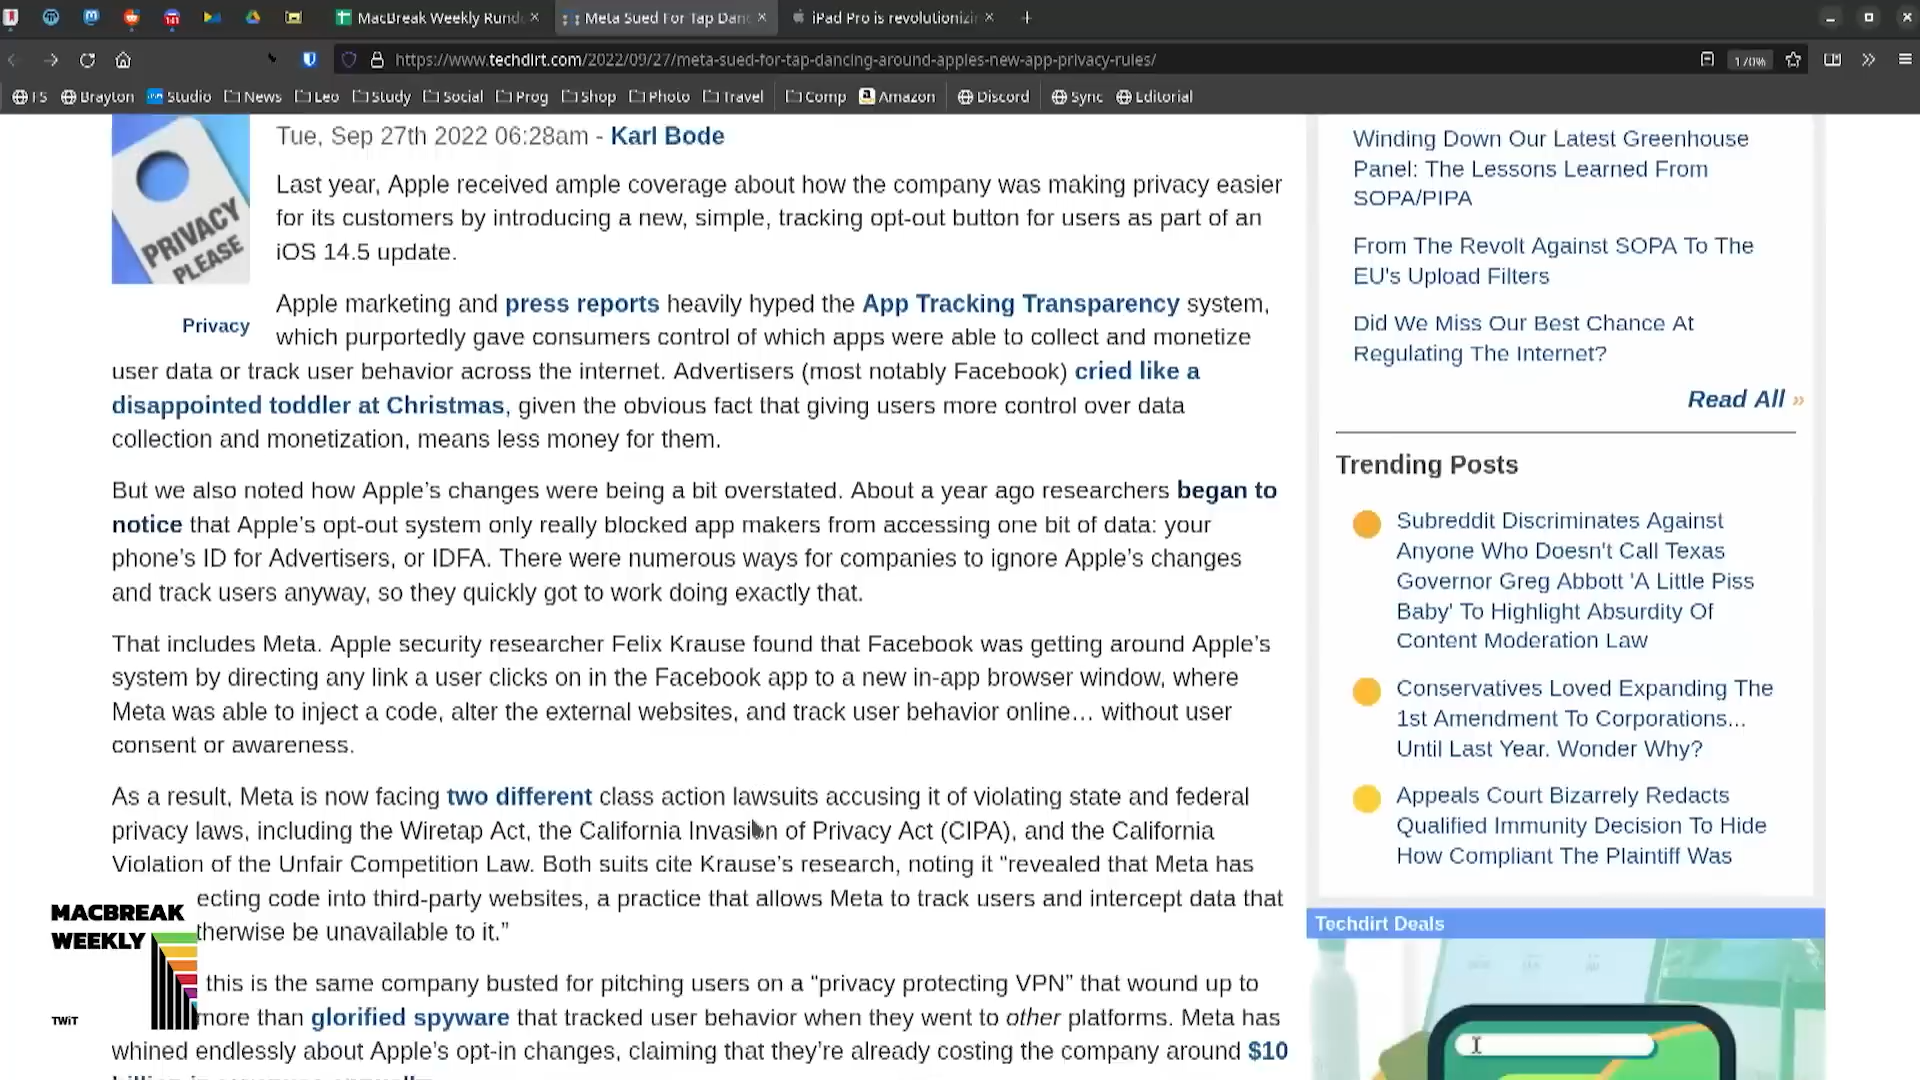 MacBreak Weekly Rund
Meta Sued For Tap Danc
iPad Pro is revolutionizin
141
https://www.techdirt.com/2022/09/27/meta-sued-for-tap-dancing-around-apples-new-app-privacy-rules/
170%
FS
Brayton
Studio
News
Leo
Study
Social
Prog
Shop
Photo
Travel
Comp
Amazon
Discord
Sync
Editorial
PRIVACY
PLEASE
Privacy
Tue, Sep 27th 2022 06:28am - Karl Bode
Last year, Apple received ample coverage about how the company was making privacy easier
for its customers by introducing a new, simple, tracking opt-out button for users as part of an
iOS 14.5 update.
Apple marketing and press reports heavily hyped the App Tracking Transparency system,
which purportedly gave consumers control of which apps were able to collect and monetize
user data or track user behavior across the internet. Advertisers (most notably Facebook) cried like a
disappointed toddler at Christmas, given the obvious fact that giving users more control over data
collection and monetization, means less money for them.
But we also noted how Apple’s changes were being a bit overstated. About a year ago researchers began to
notice that Apple’s opt-out system only really blocked app makers from accessing one bit of data: your
phone’s ID for Advertisers, or IDFA. There were numerous ways for companies to ignore Apple’s changes
and track users anyway, so they quickly got to work doing exactly that.
That includes Meta. Apple security researcher Felix Krause found that Facebook was getting around Apple’s
system by directing any link a user clicks on in the Facebook app to a new in-app browser window, where
Meta was able to inject a code, alter the external websites, and track user behavior online… without user
consent or awareness.
As a result, Meta is now facing two different class action lawsuits accusing it of violating state and federal
privacy laws, including the Wiretap Act, the California Invasion of Privacy Act (CIPA), and the California
Violation of the Unfair Competition Law. Both suits cite Krause’s research, noting it “revealed that Meta has
ecting code into third-party websites, a practice that allows Meta to track users and intercept data that
therwise be unavailable to it.”
this is the same company busted for pitching users on a “privacy protecting VPN” that wound up to
more than glorified spyware that tracked user behavior when they went to other platforms. Meta has
whined endlessly about Apple’s opt-in changes, claiming that they’re already costing the company around $10
Winding Down Our Latest Greenhouse
Panel: The Lessons Learned From
SOPA/PIPA
From The Revolt Against SOPA To The
EU's Upload Filters
Did We Miss Our Best Chance At
Regulating The Internet?
Read All »
Trending Posts
Subreddit Discriminates Against
Anyone Who Doesn't Call Texas
Governor Greg Abbott 'A Little Piss
Baby' To Highlight Absurdity Of
Content Moderation Law
Conservatives Loved Expanding The
1st Amendment To Corporations...
Until Last Year. Wonder Why?
Appeals Court Bizarrely Redacts
Qualified Immunity Decision To Hide
How Compliant The Plaintiff Was
Techdirt Deals
MACBREAK
WEEKLY
TWiT